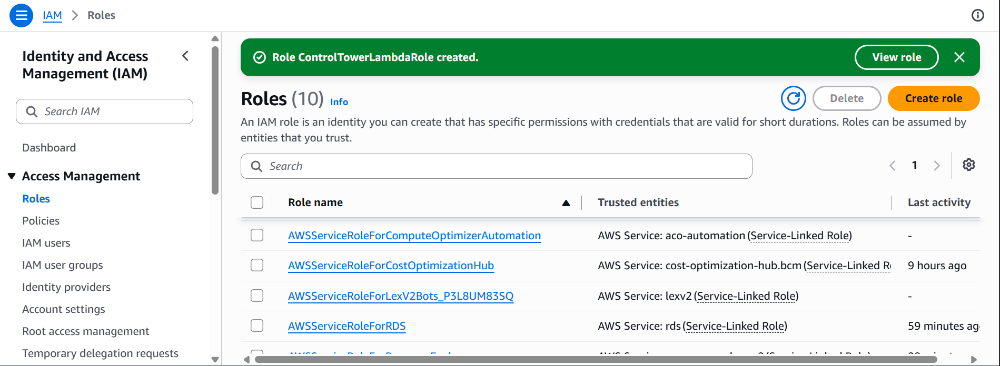 IAM > Roles
Identity and Access
Management (IAM)
Search IAM
Dashboard
Access Management
Roles
Policies
IAM users
IAM user groups
Identity providers
Account settings
Root access management
Temporary delegation requests
Role ControlTowerLambdaRole created.
View role
Roles (10) Info
Delete
Create role
An IAM role is an identity you can create that has specific permissions with credentials that are valid for short durations. Roles can be assumed by
entities that you trust.
Search
1
Role name Trusted entities Last activity
AWSServiceRoleForComputeOptimizerAutomation AWS Service: aco-automation (Service-Linked Role) -
AWSServiceRoleForCostOptimizationHub AWS Service: cost-optimization-hub.bcm (Service-Linked 9 hours ago
AWSServiceRoleForLexV2Bots_P3L8UM83SQ AWS Service: lexv2 (Service-Linked Role) -
AWSServiceRoleForRDS AWS Service: rds (Service-Linked Role) 59 minutes ag